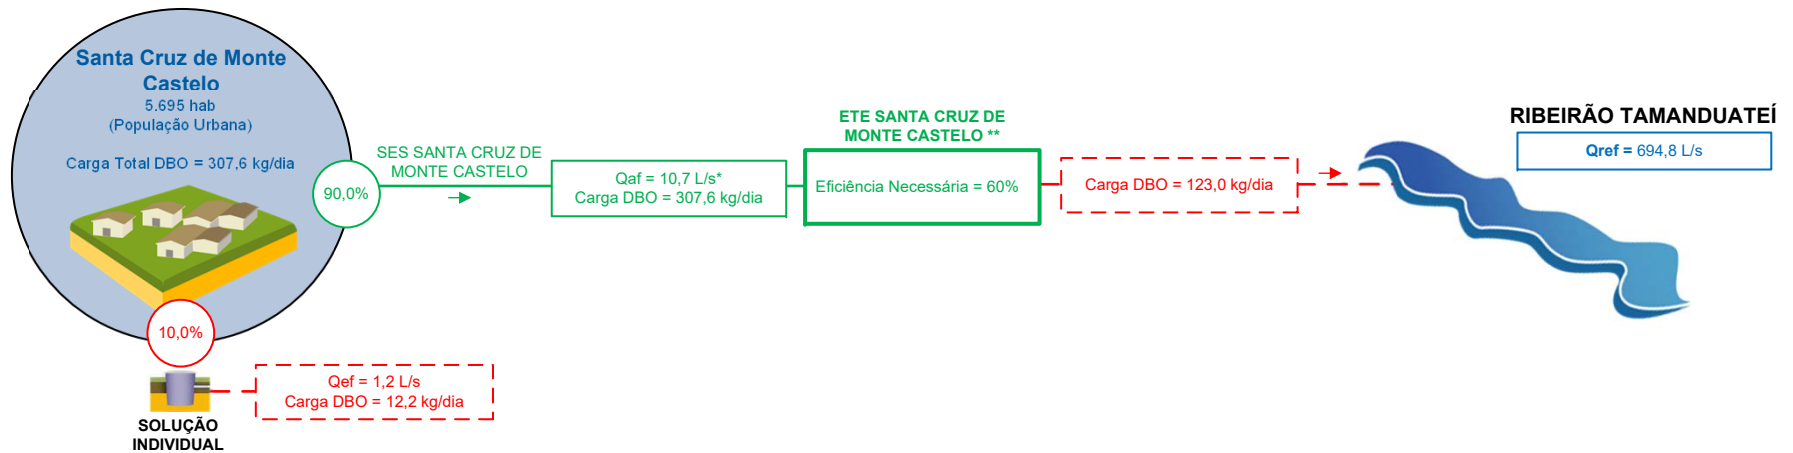 Santa Cruz de Monte
Castelo
5.695 hab
(População Urbana)
Carga Total DBO = 307,6 kg/dia
90,0%
SES SANTA CRUZ DE
MONTE CASTELO
Qaf = 10,7 L/s*
Carga DBO = 307,6 kg/dia
ETE SANTA CRUZ DE
MONTE CASTELO **
Eficiência Necessária = 60%
Carga DBO = 123,0 kg/dia
RIBEIRÃO TAMANDUATEÍ
Qref = 694,8 L/s
10,0%
Qef = 1,2 L/s
Carga DBO = 12,2 kg/dia
SOLUÇÃO
INDIVIDUAL